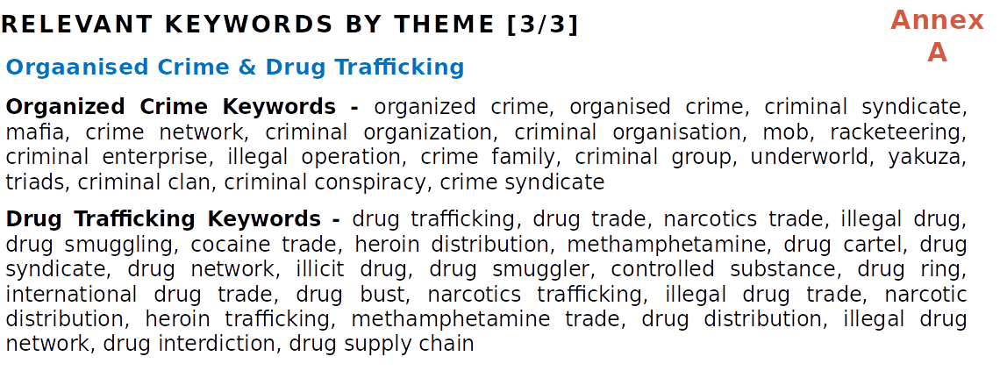 RELEVANT KEYWORDS BY THEME [3/3]
Annex
A
Orgaanised Crime & Drug Trafficking
Organized Crime Keywords - organized crime, organised crime, criminal syndicate,
mafia, crime network, criminal organization, criminal organisation, mob, racketeering,
criminal enterprise, illegal operation, crime family, criminal group, underworld, yakuza,
triads, criminal clan, criminal conspiracy, crime syndicate
Drug Trafficking Keywords - drug trafficking, drug trade, narcotics trade, illegal drug,
drug smuggling, cocaine trade, heroin distribution, methamphetamine, drug cartel, drug
syndicate, drug network, illicit drug, drug smuggler, controlled substance, drug ring,
international drug trade, drug bust, narcotics trafficking, illegal drug trade, narcotic
distribution, heroin trafficking, methamphetamine trade, drug distribution, illegal drug
network, drug interdiction, drug supply chain